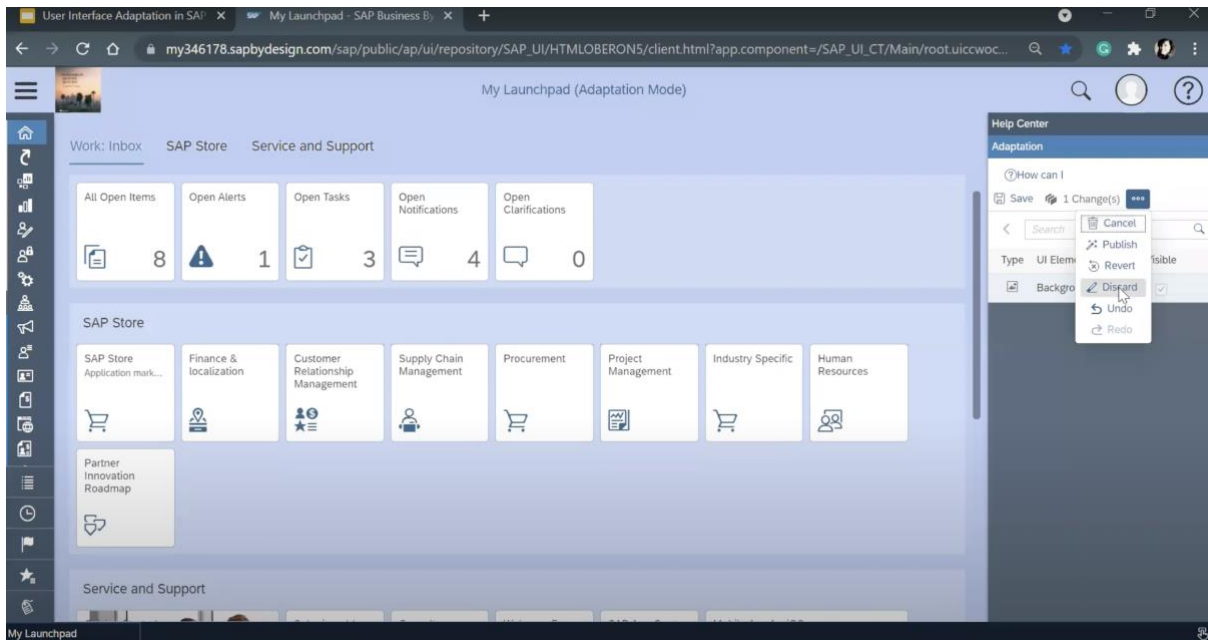 User Interface Adaptation in SAP
My Launchpad - SAP Business By
my346178.sapbydesign.com/sap/public/ap/ui/repository/SAP_UI/HTMLOBERON5/client.html?app.component=/SAP_UI_CT/Main/root.uiccwoc...
My Launchpad (Adaptation Mode)
Help Center
Adaptation
How can I
Save 1 Change(s)
Search
Cancel
Publish
Type UI Elem isible
Revert
Backgro Discard
Undo
Redo
Work: Inbox SAP Store Service and Support
All Open Items
8
Open Alerts
1
Open Tasks
3
Open
Notifications
4
Open
Clarifications
0
SAP Store
SAP Store
Application mark...
Finance &
localization
Customer
Relationship
Management
Supply Chain
Management
Procurement
Project
Management
Industry Specific
Human
Resources
Partner
Innovation
Roadmap
Service and Support
My Launchpad